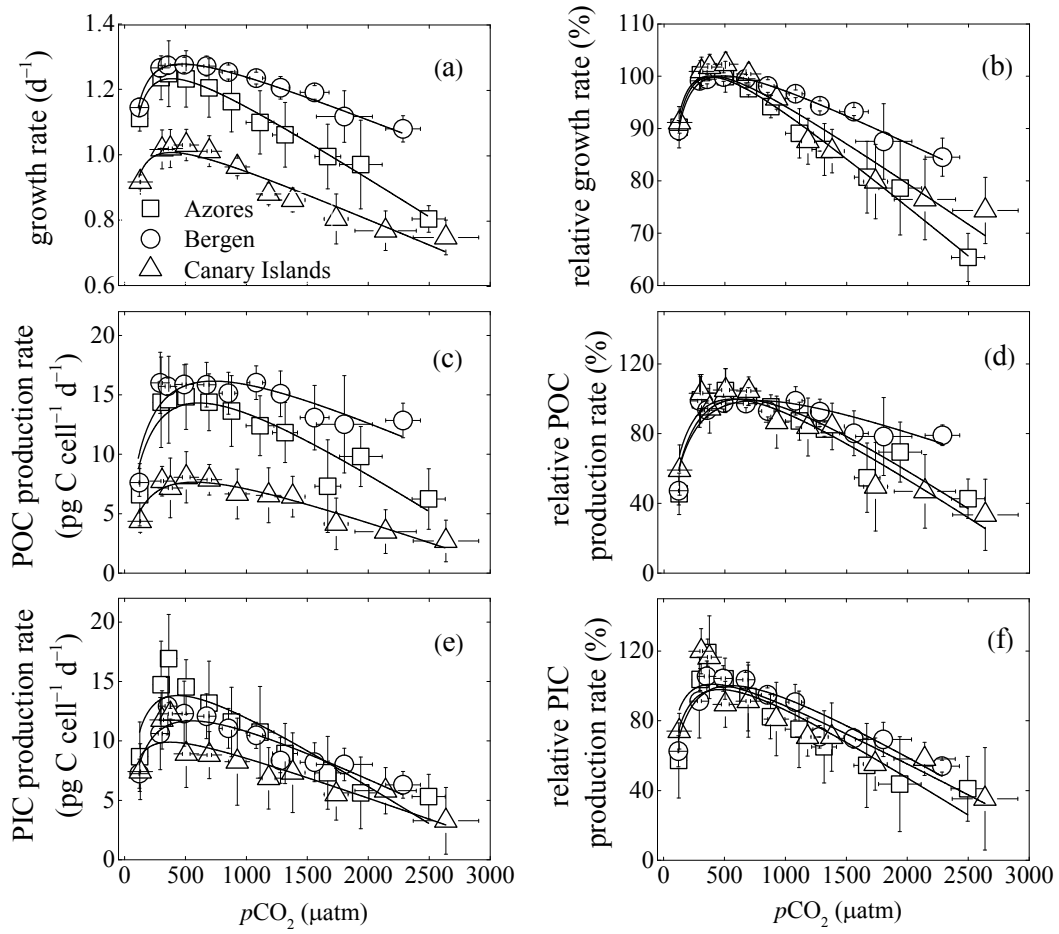 growth rate (d⁻¹)
1.4
1.2
1.0
0.8
0.6
(a)
Azores
Bergen
Canary Islands
relative growth rate (%)
110
100
90
80
70
60
(b)
POC production rate
(pg C cell⁻¹ d⁻¹)
20
15
10
5
0
(c)
relative POC
production rate (%)
120
80
40
0
(d)
PIC production rate
(pg C cell⁻¹ d⁻¹)
20
15
10
5
0
(e)
0 500 1000 1500 2000 2500 3000
pCO₂ (µatm)
relative PIC
production rate (%)
120
80
40
0
(f)
0 500 1000 1500 2000 2500 3000
pCO₂ (µatm)